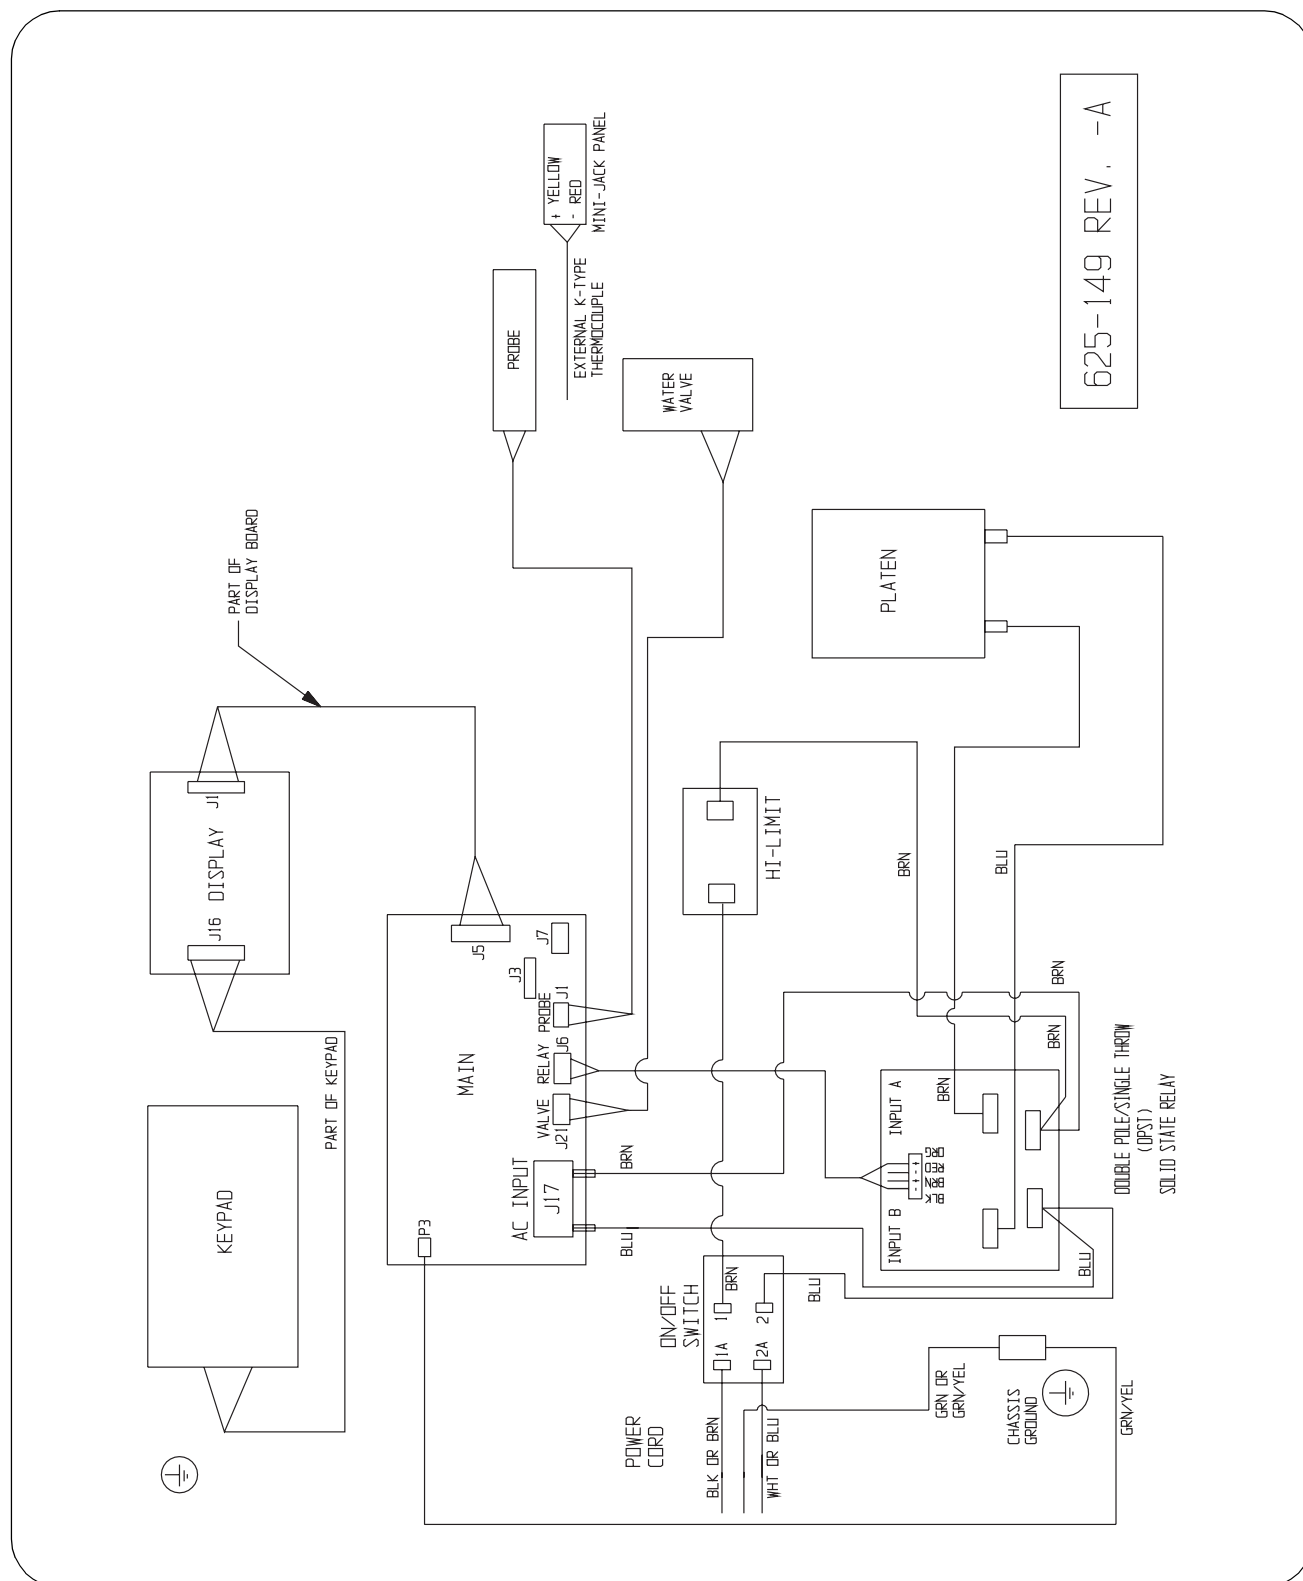 KEYPAD
PART OF KEYPAD
J16
DISPLAY
J1
PART OF
DISPLAY BOARD
P3
MAIN
J5
AC INPUT
J17
VALVE
J21
RELAY
J6
PROBE
J1
J3
J7
BRN
BLU
PROBE
EXTERNAL K-TYPE
THERMOCOUPLE
+ YELLOW
- RED
MINI-JACK PANEL
WATER
VALVE
POWER
CORD
BLK OR BRN
WHT OR BLU
ON/OFF
SWITCH
1A
1
BRN
2A
2
BLU
HI-LIMIT
BRN
PLATEN
BLU
BRN
BRN
BRN
INPUT B
INPUT A
BLK
BRN
RED
ORG
- + - +
BLU
DOUBLE POLE/SINGLE THROW
(DPST)
SOLID STATE RELAY
GRN OR
GRN/YEL
CHASSIS
GROUND
GRN/YEL
625-149 REV. -A